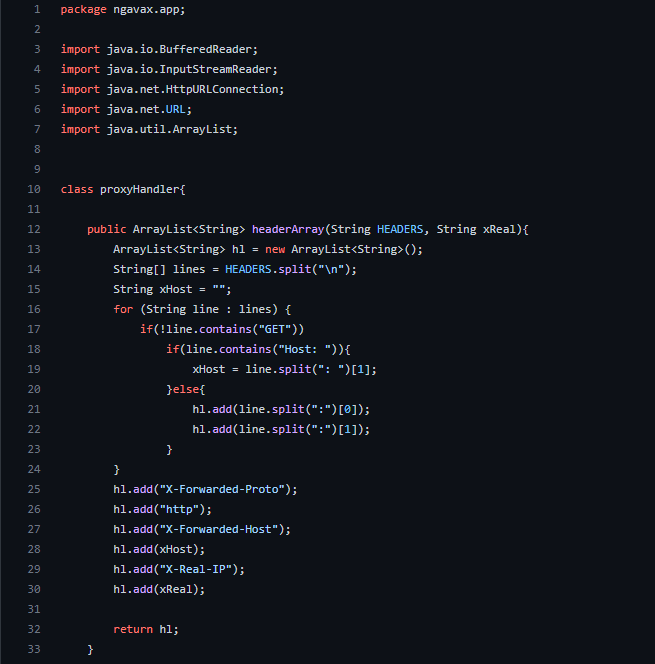 1 package ngavax.app;
2
3 import java.io.BufferedReader;
4 import java.io.InputStreamReader;
5 import java.net.HttpURLConnection;
6 import java.net.URL;
7 import java.util.ArrayList;
8
9
10 class proxyHandler{
11
12     public ArrayList<String> headerArray(String HEADERS, String xReal){
13         ArrayList<String> hl = new ArrayList<String>();
14         String[] lines = HEADERS.split("\n");
15         String xHost = "";
16         for (String line : lines) {
17             if(!line.contains("GET"))
18                 if(line.contains("Host: ")){
19                     xHost = line.split(": ")[1];
20                 }else{
21                     hl.add(line.split(":")[0]);
22                     hl.add(line.split(":")[1]);
23                 }
24         }
25         hl.add("X-Forwarded-Proto");
26         hl.add("http");
27         hl.add("X-Forwarded-Host");
28         hl.add(xHost);
29         hl.add("X-Real-IP");
30         hl.add(xReal);
31
32         return hl;
33     }